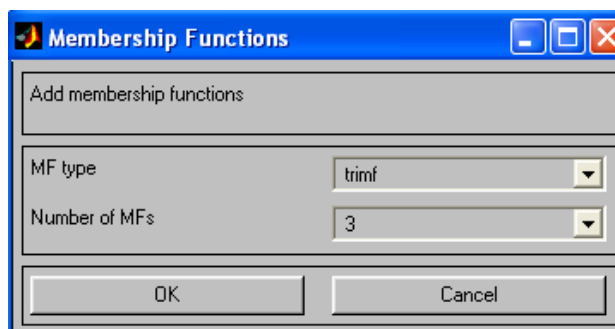 Membership Functions
Add membership functions
MF type
trimf
Number of MFs
3
OK
Cancel